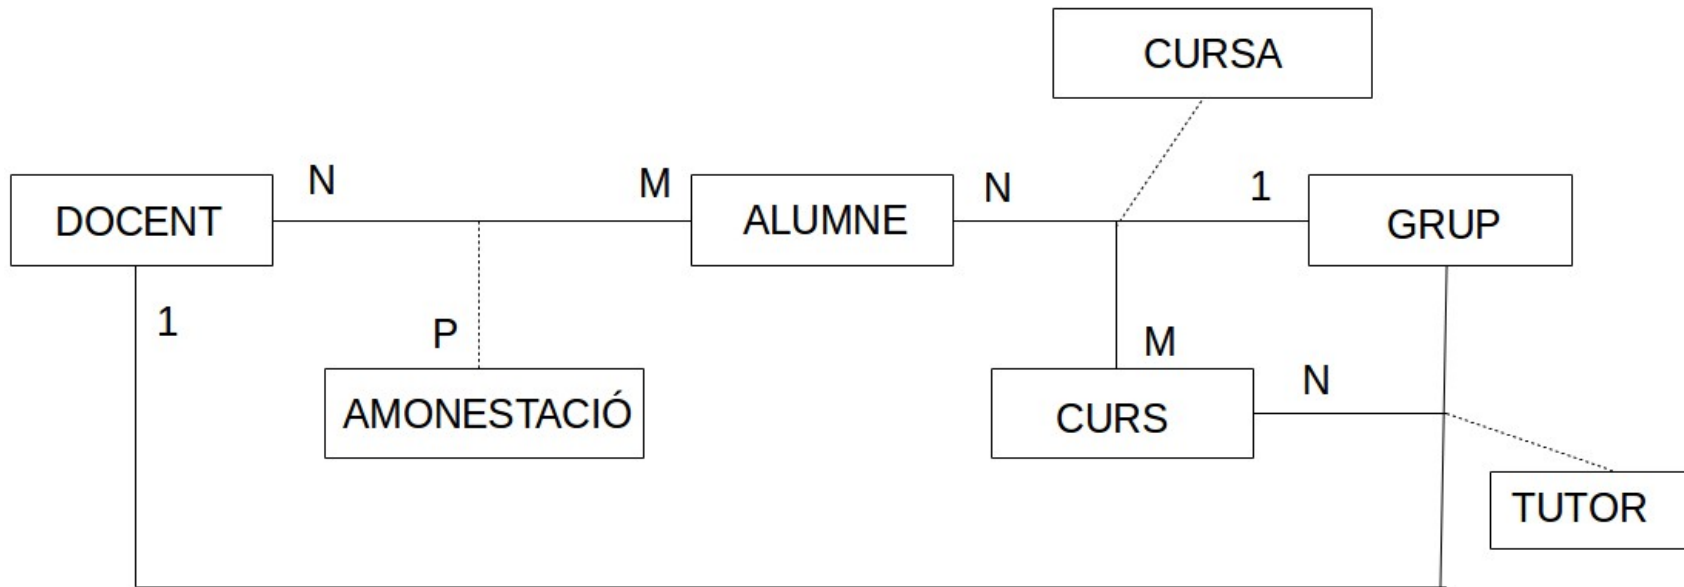 CURSA
N
M
N
1
DOCENT
ALUMNE
GRUP
1
P
M
N
AMONESTACIÓ
CURS
TUTOR